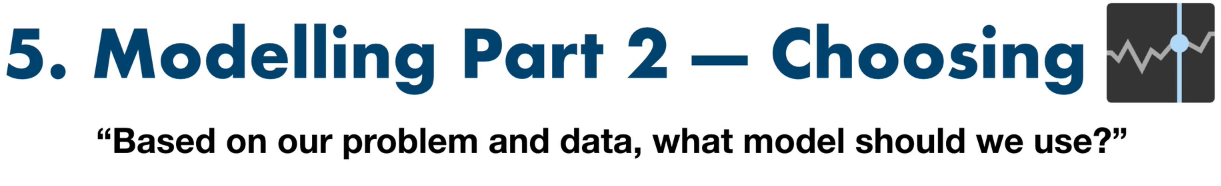 5. Modelling Part 2 — Choosing
“Based on our problem and data, what model should we use?”